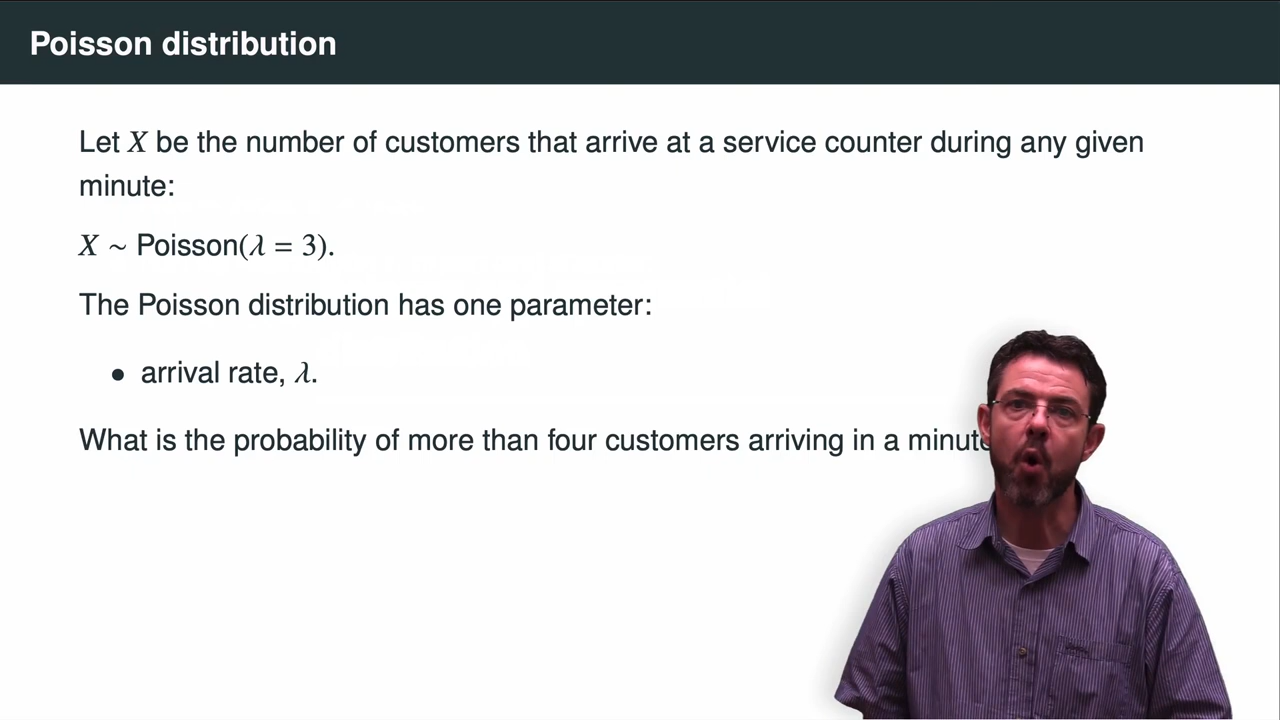 Poisson distribution
Let X be the number of customers that arrive at a service counter during any given
minute:
X ~ Poisson(λ = 3).
The Poisson distribution has one parameter:
• arrival rate, λ.
What is the probability of more than four customers arriving in a minute